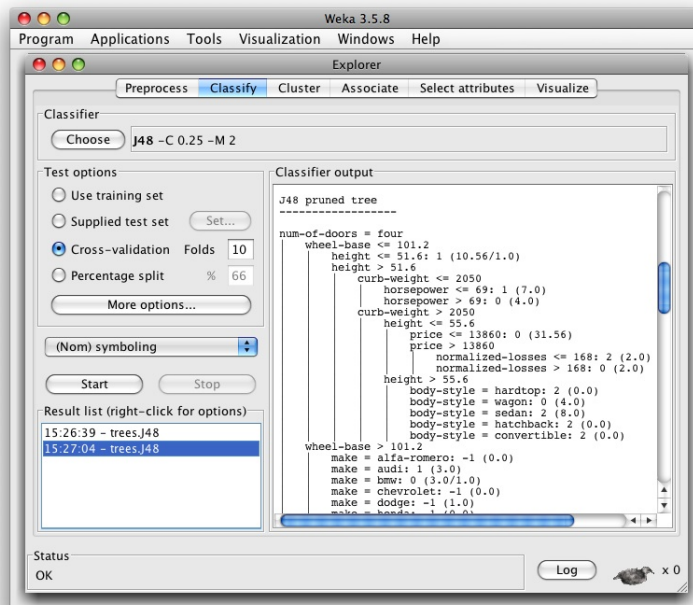 Weka 3.5.8
Program Applications Tools Visualization Windows Help
Explorer
Preprocess Classify Cluster Associate Select attributes Visualize
Classifier
Choose J48 -C 0.25 -M 2
Test options
Use training set
Supplied test set Set...
Cross-validation Folds 10
Percentage split % 66
More options...
(Nom) symboling
Start Stop
Result list (right-click for options)
15:26:39 - trees.J48
15:27:04 - trees.J48
Classifier output
J48 pruned tree
------------------
num-of-doors = four
|   wheel-base <= 101.2
|   |   height <= 51.6: 1 (10.56/1.0)
|   |   height > 51.6
|   |   |   curb-weight <= 2050
|   |   |   |   horsepower <= 69: 1 (7.0)
|   |   |   |   horsepower > 69: 0 (4.0)
|   |   |   curb-weight > 2050
|   |   |   |   height <= 55.6
|   |   |   |   |   price <= 13860: 0 (31.56)
|   |   |   |   |   price > 13860
|   |   |   |   |   |   normalized-losses <= 168: 2 (2.0)
|   |   |   |   |   |   normalized-losses > 168: 0 (2.0)
|   |   |   |   height > 55.6
|   |   |   |   |   body-style = hardtop: 2 (0.0)
|   |   |   |   |   body-style = wagon: 0 (4.0)
|   |   |   |   |   body-style = sedan: 2 (8.0)
|   |   |   |   |   body-style = hatchback: 2 (0.0)
|   |   |   |   |   body-style = convertible: 2 (0.0)
|   wheel-base > 101.2
|   |   make = alfa-romero: -1 (0.0)
|   |   make = audi: 1 (3.0)
|   |   make = bmw: 0 (3.0/1.0)
|   |   make = chevrolet: -1 (0.0)
|   |   make = dodge: -1 (1.0)
|   |   make = honda: -1 (0.0)
Status
OK
Log x 0